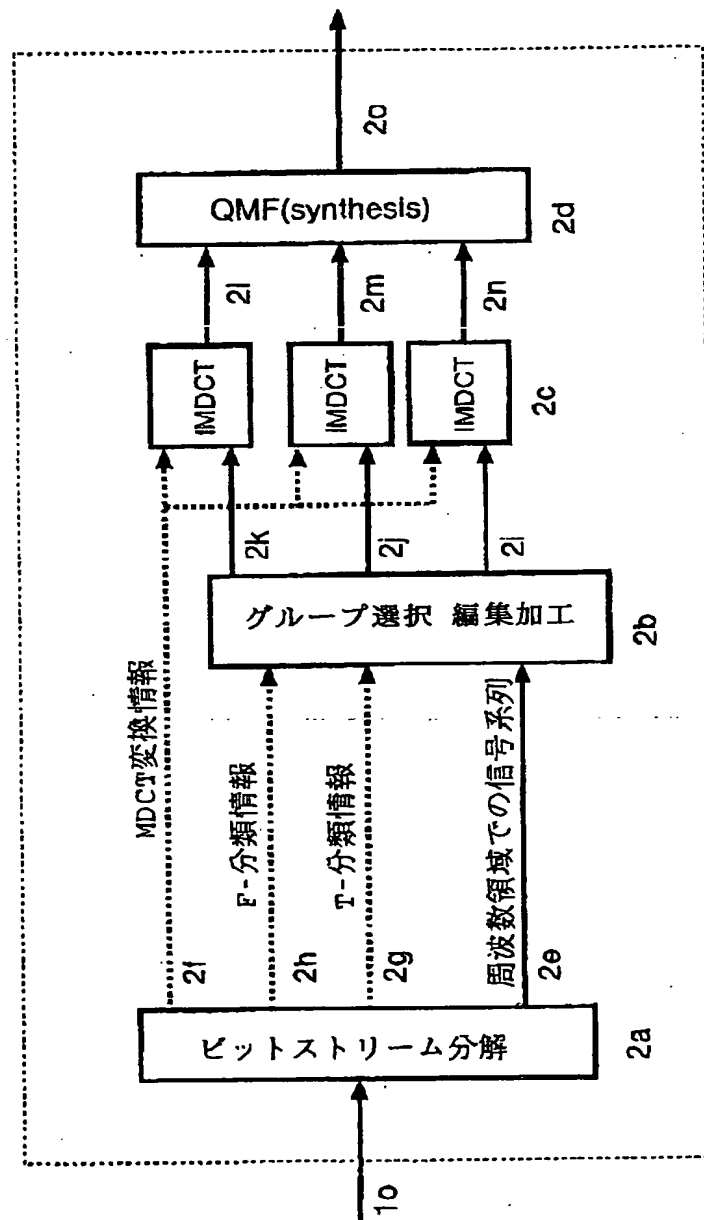 1o
ビットストリーム分解
2a
2f
MDCT変換情報
2h
F-分類情報
2g
T-分類情報
2e
周波数領域での信号系列
グループ選択 編集加工
2b
2k
2j
2i
IMDCT
IMDCT
IMDCT
2c
2l
2m
2n
QMF(synthesis)
2d
2o